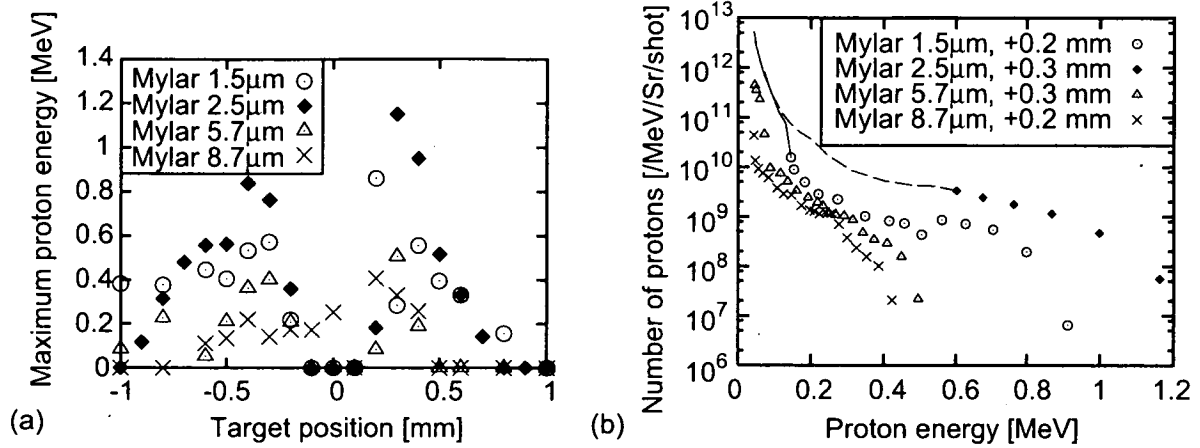 Maximum proton energy [MeV]
1.4
1.2
1
0.8
0.6
0.4
0.2
0
Mylar 1.5μm
Mylar 2.5μm
Mylar 5.7μm
Mylar 8.7μm
-1
-0.5
0
0.5
1
Target position [mm]
(a)
Number of protons [/MeV/Sr/shot]
10^13
10^12
10^11
10^10
10^9
10^8
10^7
10^6
Mylar 1.5μm, +0.2 mm
Mylar 2.5μm, +0.3 mm
Mylar 5.7μm, +0.3 mm
Mylar 8.7μm, +0.2 mm
0
0.2
0.4
0.6
0.8
1
1.2
Proton energy [MeV]
(b)